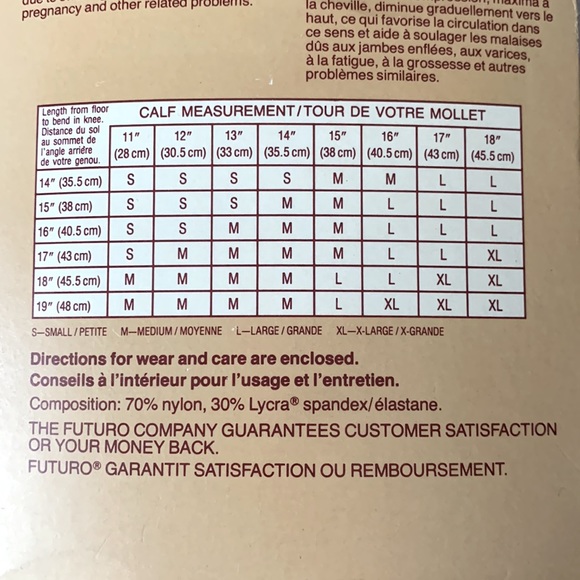 pregnancy and other related problems.
la cheville, diminue graduellement vers le
haut, ce qui favorise la circulation dans
ce sens et aide à soulager les malaises
dûs aux jambes enflées, aux varices,
à la fatigue, à la grossesse et autres
problèmes similaires.
Length from floor
to bend in knee.
Distance du sol
au sommet de
l'angle arriére
de votre genou.
CALF MEASUREMENT/TOUR DE VOTRE MOLLET
11" 12" 13" 14" 15" 16" 17" 18"
(28 cm) (30.5 cm) (33 cm) (35.5 cm) (38 cm) (40.5 cm) (43 cm) (45.5 cm)
14" (35.5 cm) S S S S M M L L
15" (38 cm) S S S M M L L L
16" (40.5 cm) S S M M M L L L
17" (43 cm) S M M M M L L XL
18" (45.5 cm) M M M M L L XL XL
19" (48 cm) M M M M L XL XL XL
S—SMALL/PETITE M—MEDIUM/MOYENNE L—LARGE/GRANDE XL—X-LARGE/X-GRANDE
Directions for wear and care are enclosed.
Conseils à l'intérieur pour l'usage et l'entretien.
Composition: 70% nylon, 30% Lycra® spandex/élastane.
THE FUTURO COMPANY GUARANTEES CUSTOMER SATISFACTION
OR YOUR MONEY BACK.
FUTURO® GARANTIT SATISFACTION OU REMBOURSEMENT.